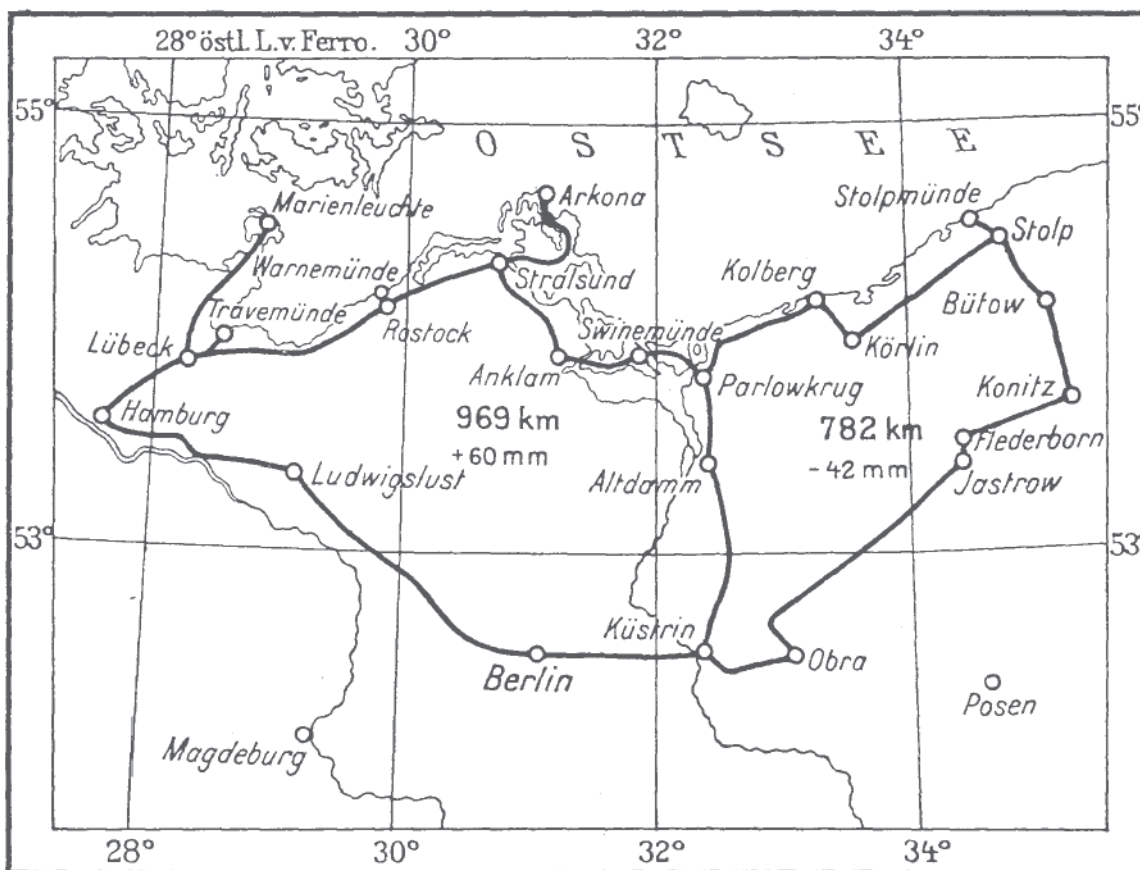 28° östl. L.v. Ferro. 30° 32° 34°
55° 55°
O S T S E E
Arkona
Marienleuchte
Stolpmünde
Stolp
Warnemünde
Stralsund
Kolberg
Bütow
Travemünde
Rostock
Swinemünde
Körlin
Lübeck
Anklam
Parlowkrug
Konitz
Hamburg
969 km
782 km
+60 mm
-42 mm
Flederborn
Ludwigslust
Altdamm
Jastrow
53° 53°
Küstrin
Obra
Berlin
Posen
Magdeburg
28° 30° 32° 34°